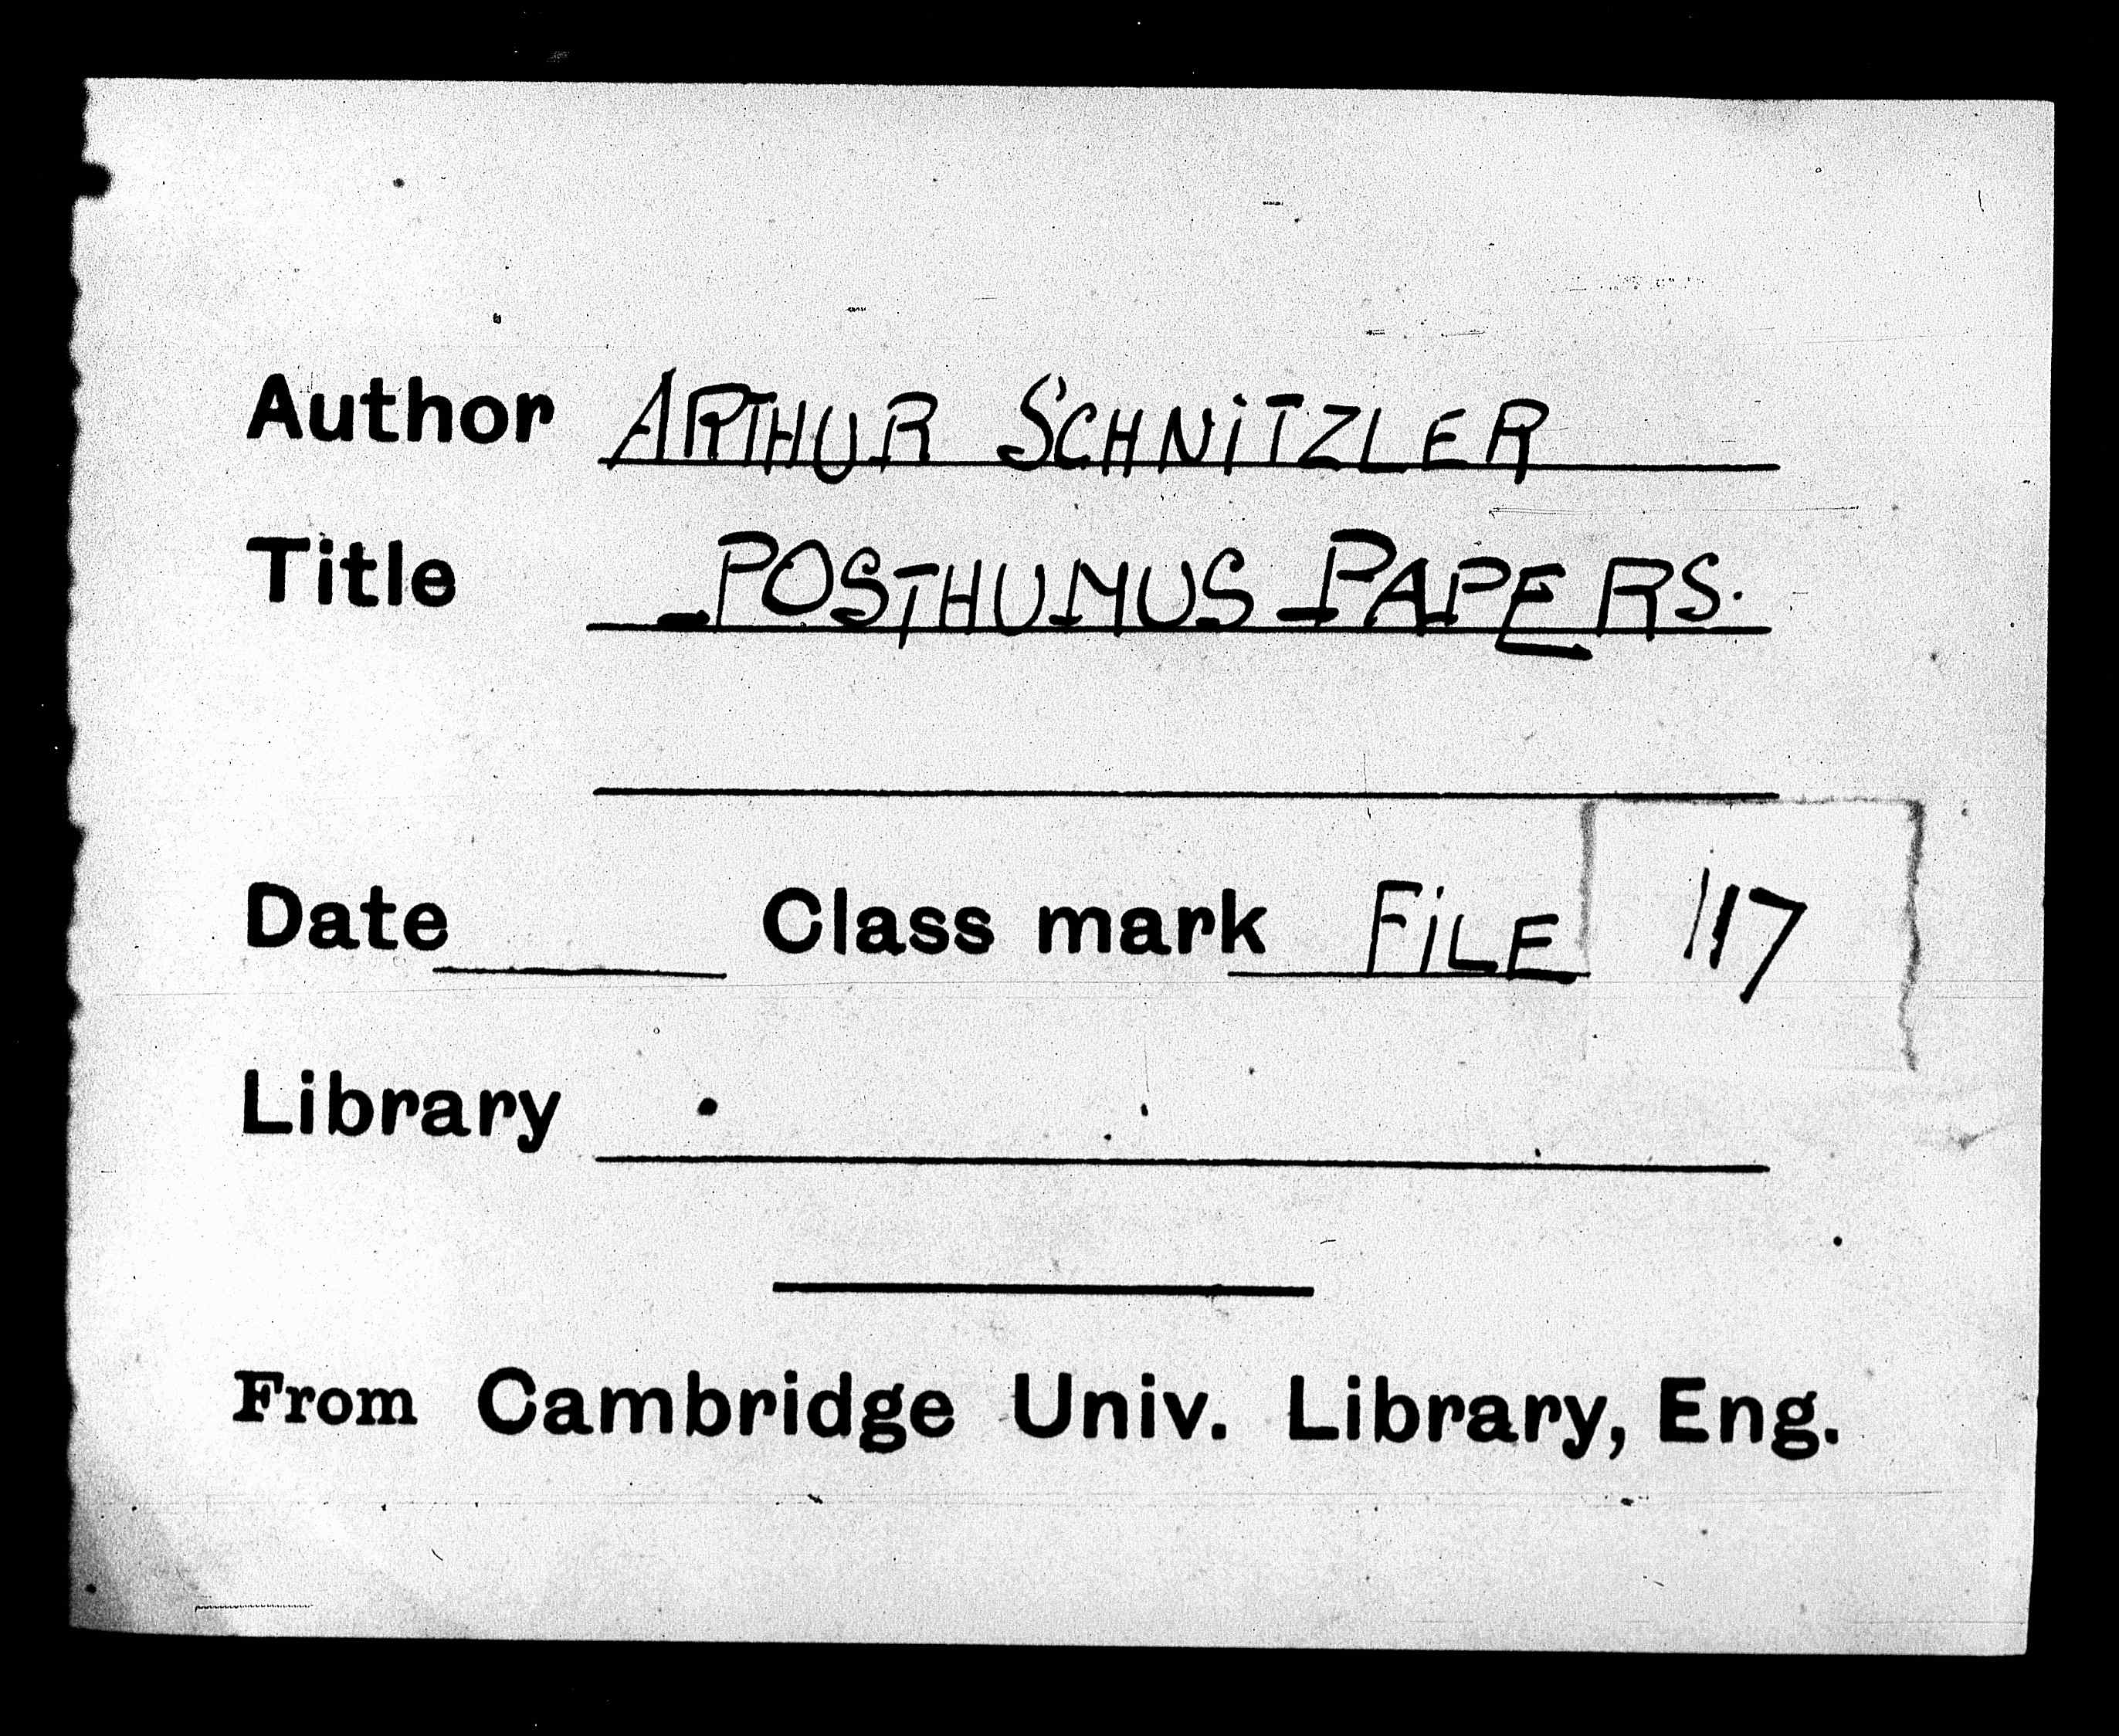 Author ARTHUR SCHNiTZLER
Title POSTHUMUS PAPERS.
Date Class mark FiLE 117
Library
From Cambridge Univ. Library, Eng.